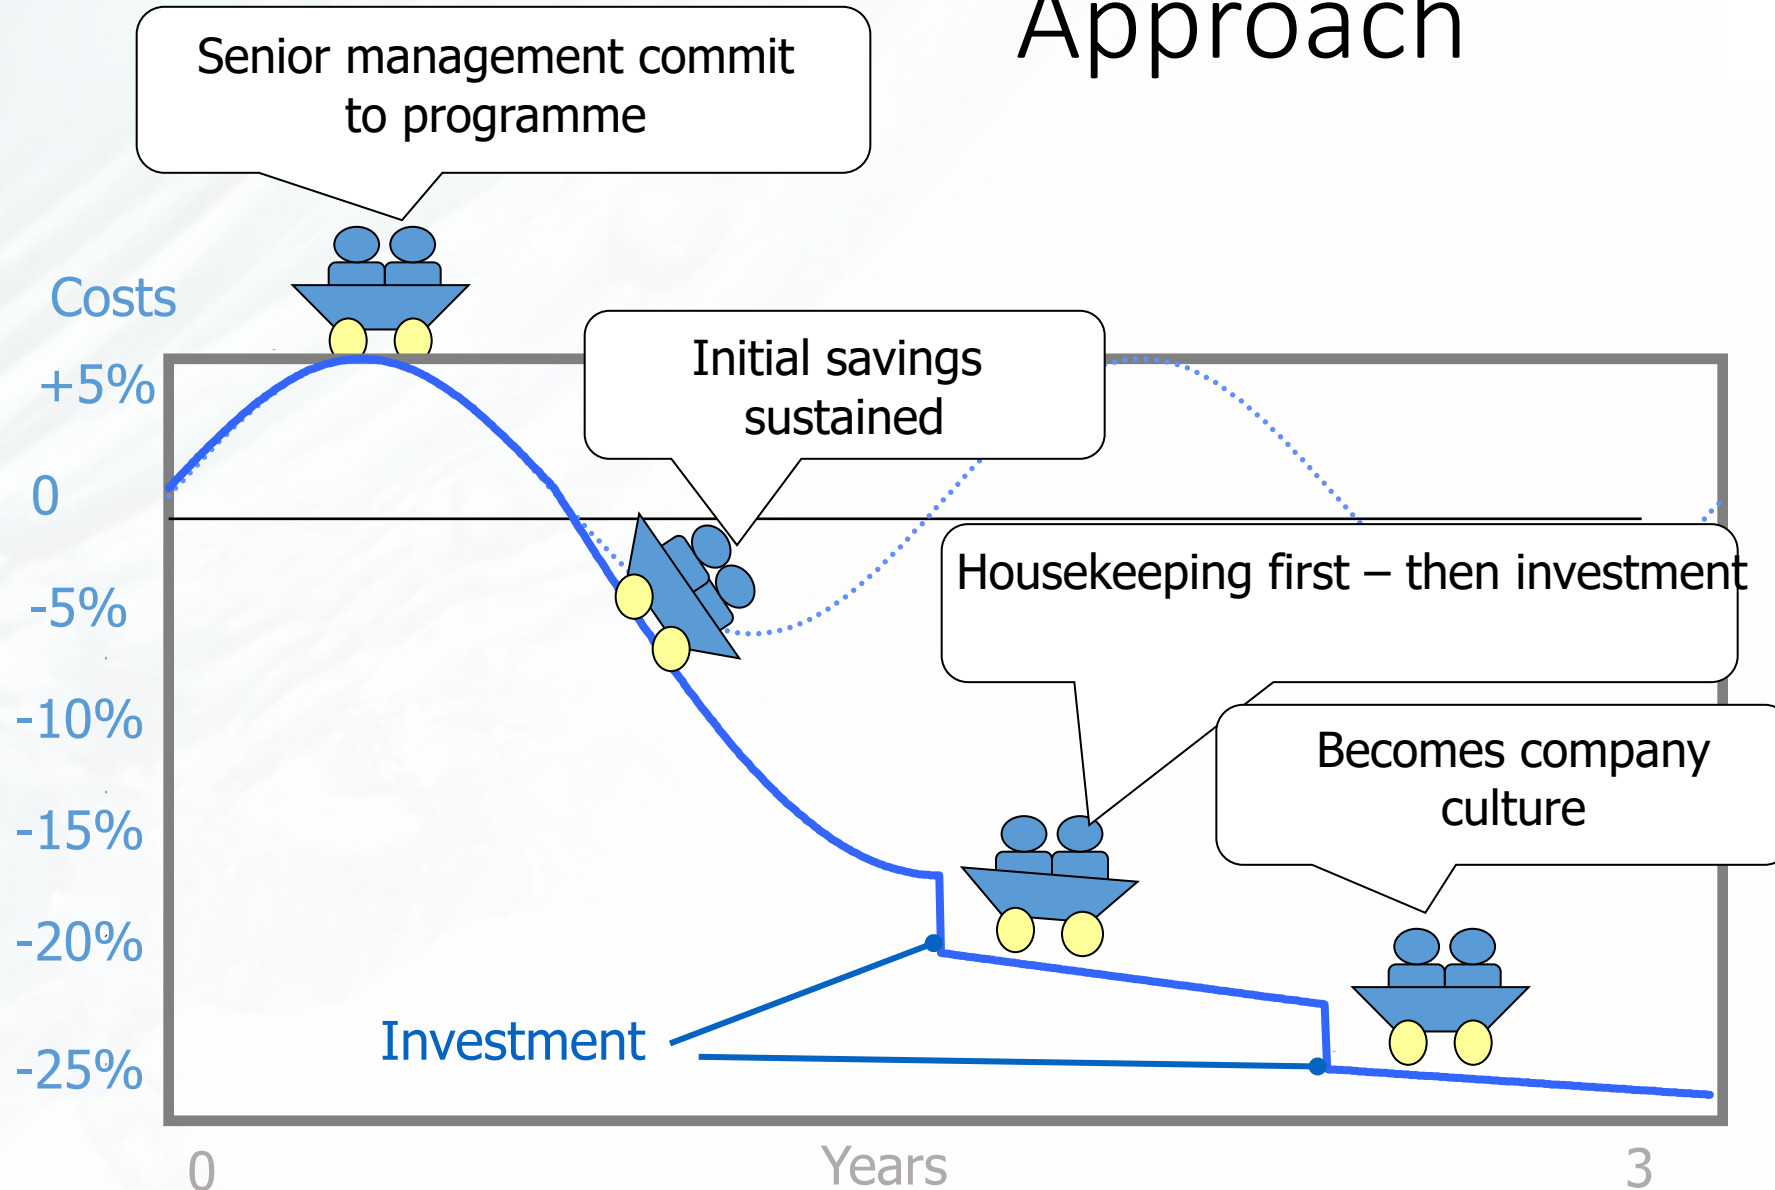 Approach
Senior management commit
to programme
Costs
+5%
0
-5%
-10%
-15%
-20%
-25%
Initial savings
sustained
Housekeeping first – then investment
Becomes company
culture
Investment
0
Years
3